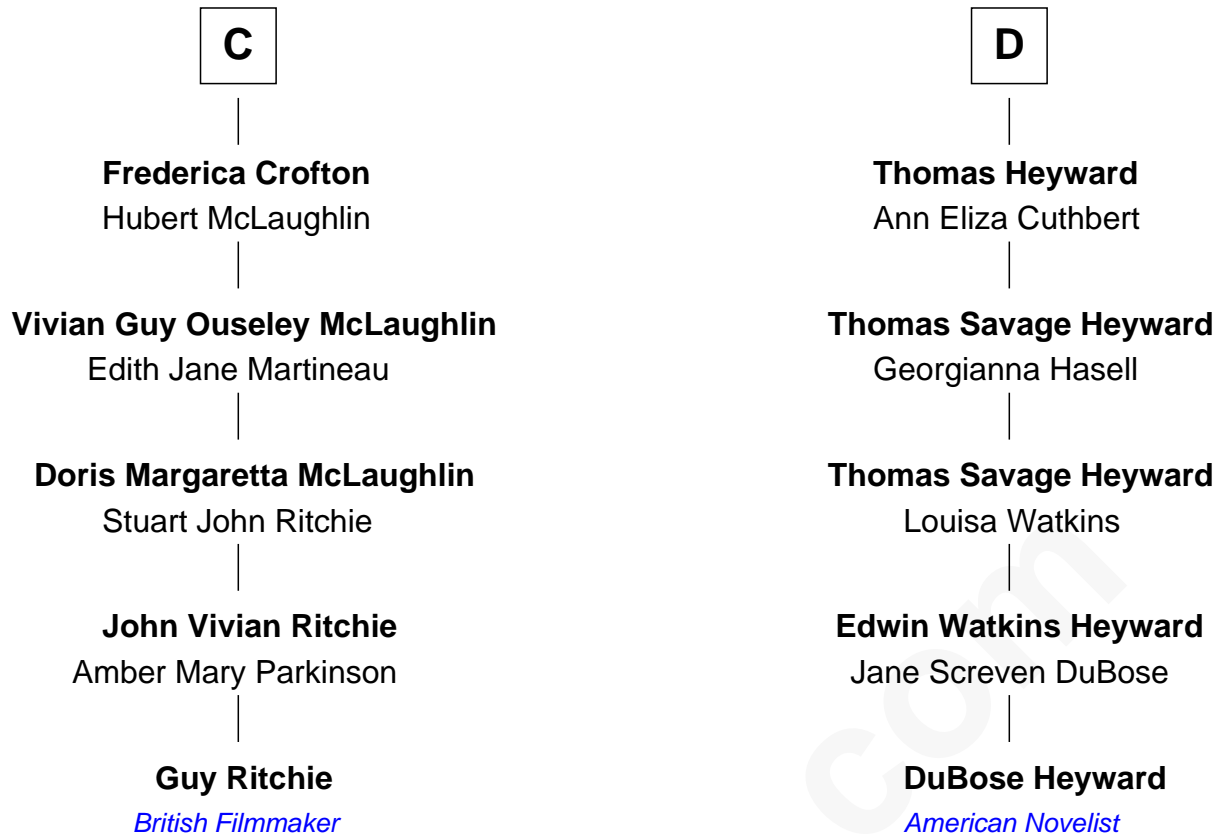 C
Frederica Crofton
Hubert McLaughlin
Vivian Guy Ouseley McLaughlin
Edith Jane Martineau
Doris Margaretta McLaughlin
Stuart John Ritchie
John Vivian Ritchie
Amber Mary Parkinson
Guy Ritchie
British Filmmaker
D
Thomas Heyward
Ann Eliza Cuthbert
Thomas Savage Heyward
Georgianna Hasell
Thomas Savage Heyward
Louisa Watkins
Edwin Watkins Heyward
Jane Screven DuBose
DuBose Heyward
American Novelist
com